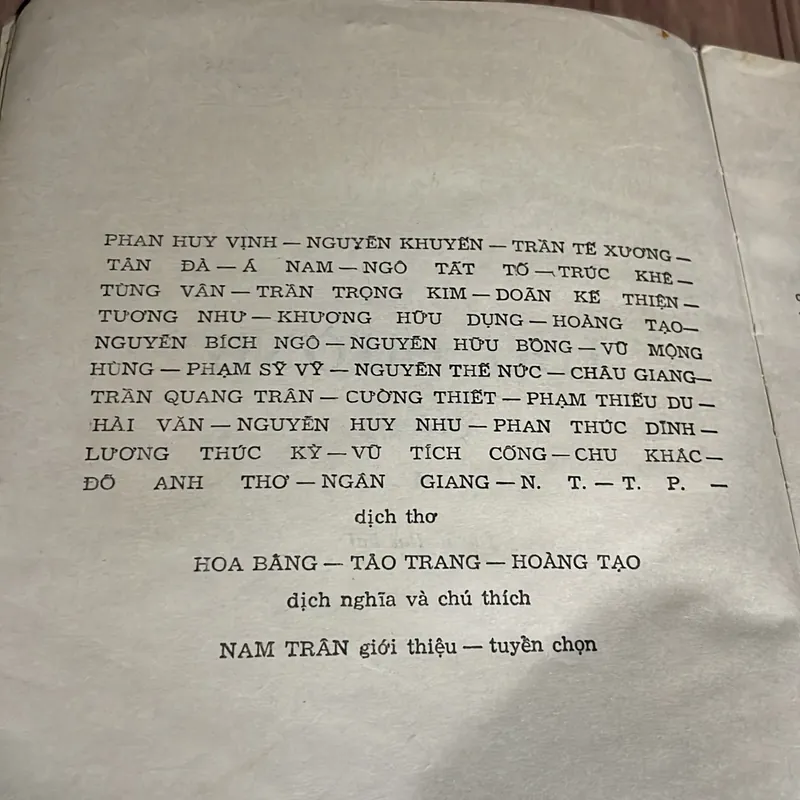 PHAN HUY VỊNH — NGUYỄN KHUYẾN — TRẦN TẾ XƯƠNG —
TẢN ĐÀ — Á NAM — NGÔ TẤT TỐ — TRÚC KHÊ —
TÙNG VÂN — TRẦN TRỌNG KIM — DOÃN KẾ THIỆN —
TƯƠNG NHƯ — KHƯƠNG HỮU DỤNG — HOÀNG TẠO —
NGUYỄN BÍCH NGÔ — NGUYỄN HỮU BỔNG — VŨ MỘNG
HÙNG — PHẠM SỸ VỸ — NGUYỄN THẾ NỨC — CHÂU GIANG —
TRẦN QUANG TRÂN — CƯỜNG THIẾT — PHẠM THIẾU DU —
HẢI VĂN — NGUYỄN HUY NHU — PHAN THÚC DĨNH —
LƯƠNG THÚC KỲ — VŨ TÍCH CỐNG — CHU KHẮC —
ĐỖ ANH THƠ — NGÂN GIANG — N. T. — T. P. —
dịch thơ
HOA BẰNG — TẢO TRANG — HOÀNG TẠO
dịch nghĩa và chú thích
NAM TRÂN giới thiệu — tuyển chọn